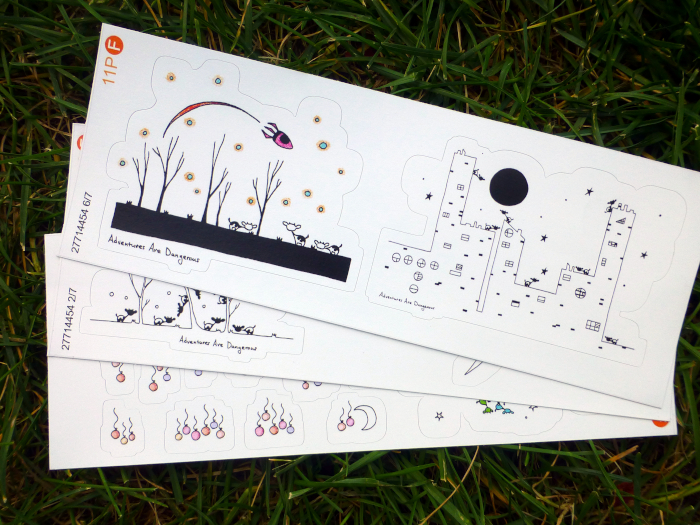 11P F
27714454 6/7
Adventures Are Dangerous
Adventures Are Dangerous
27714454 2/7
Adventures Are Dangerous